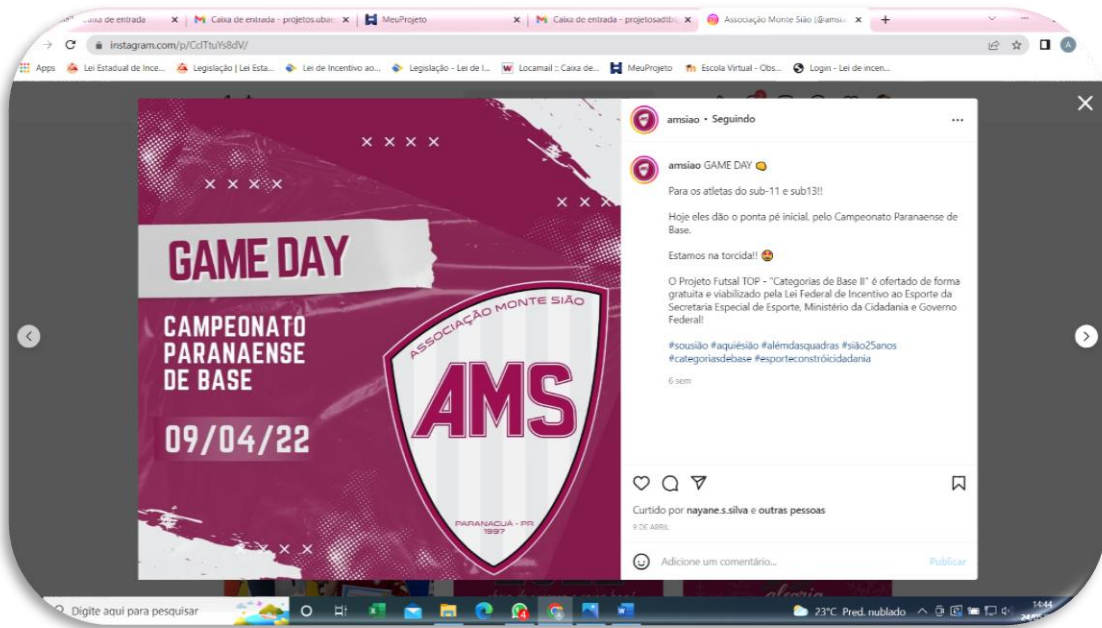 Caixa de entrada
Caixa de entrada - projetos.ubae
MeuProjeto
Caixa de entrada - projetosadtb
Associação Monte Sião (@amsi
instagram.com/p/CcITtuYs8dV/
Apps
Lei Estadual de Ince...
Legislação | Lei Esta...
Lei de Incentivo ao...
Legislação - Lei de I...
Locamail :: Caixa de...
MeuProjeto
Escola Virtual - Obs...
Login - Lei de incen...
GAME DAY
CAMPEONATO
PARANAENSE
DE BASE
09/04/22
ASSOCIAÇÃO MONTE SIÃO
AMS
PARANAGUÁ - PR
1997
amsiao • Seguindo
amsiao GAME DAY
Para os atletas do sub-11 e sub13!!
Hoje eles dão o ponta pé inicial, pelo Campeonato Paranaense de
Base.
Estamos na torcida!!
O Projeto Futsal TOP - "Categorias de Base II" é ofertado de forma
gratuita e viabilizado pela Lei Federal de Incentivo ao Esporte da
Secretaria Especial de Esporte, Ministério da Cidadania e Governo
Federal!
#sousião #aquiésião #alémdasquadras #sião25anos
#categoriasdebase #esporteconstróicidadania
6 sem
Curtido por nayane.s.silva e outras pessoas
9 DE ABRIL
Adicione um comentário...
Publicar
alegria
Digite aqui para pesquisar
23°C Pred. nublado
14:44